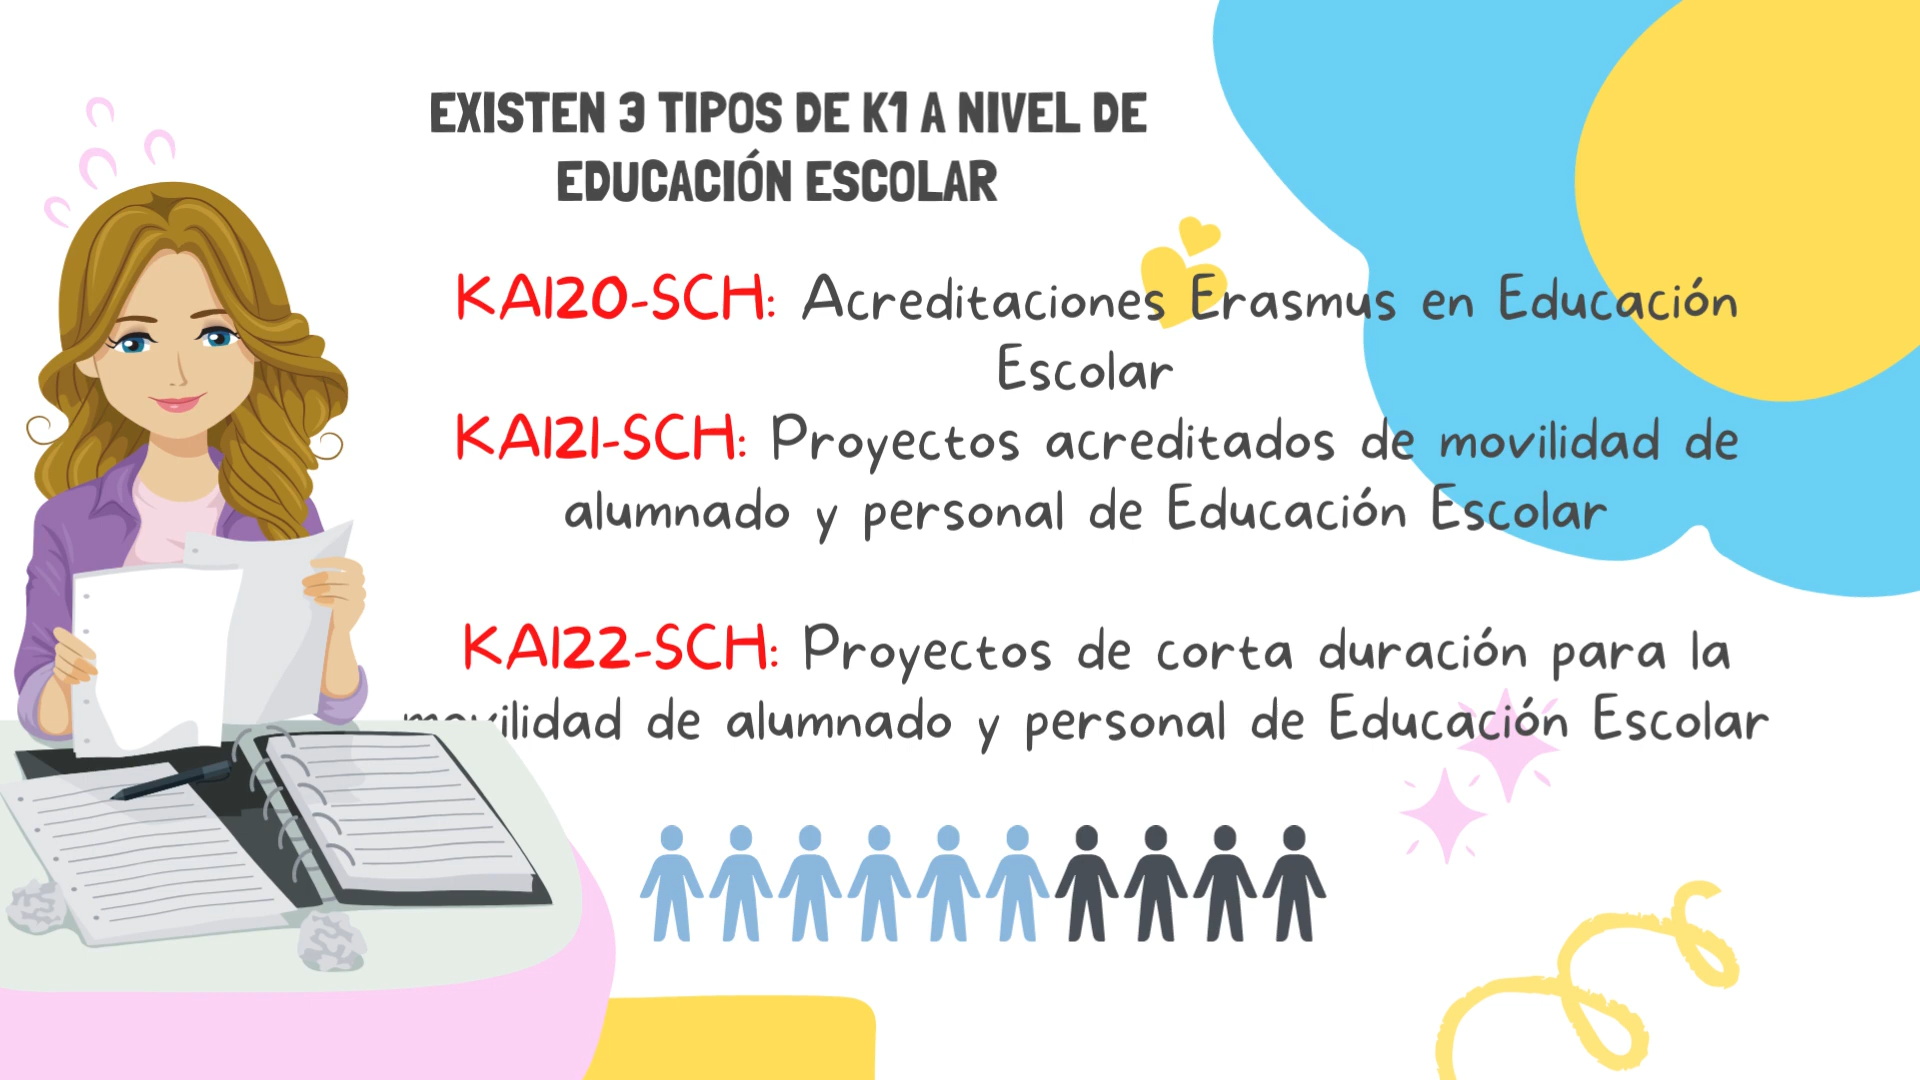 EXISTEN 3 TIPOS DE K1 A NIVEL DE
EDUCACIÓN ESCOLAR
KA120-SCH: Acreditaciones Erasmus en Educación
Escolar
KA121-SCH: Proyectos acreditados de movilidad de
alumnado y personal de Educación Escolar
KA122-SCH: Proyectos de corta duración para la
movilidad de alumnado y personal de Educación Escolar